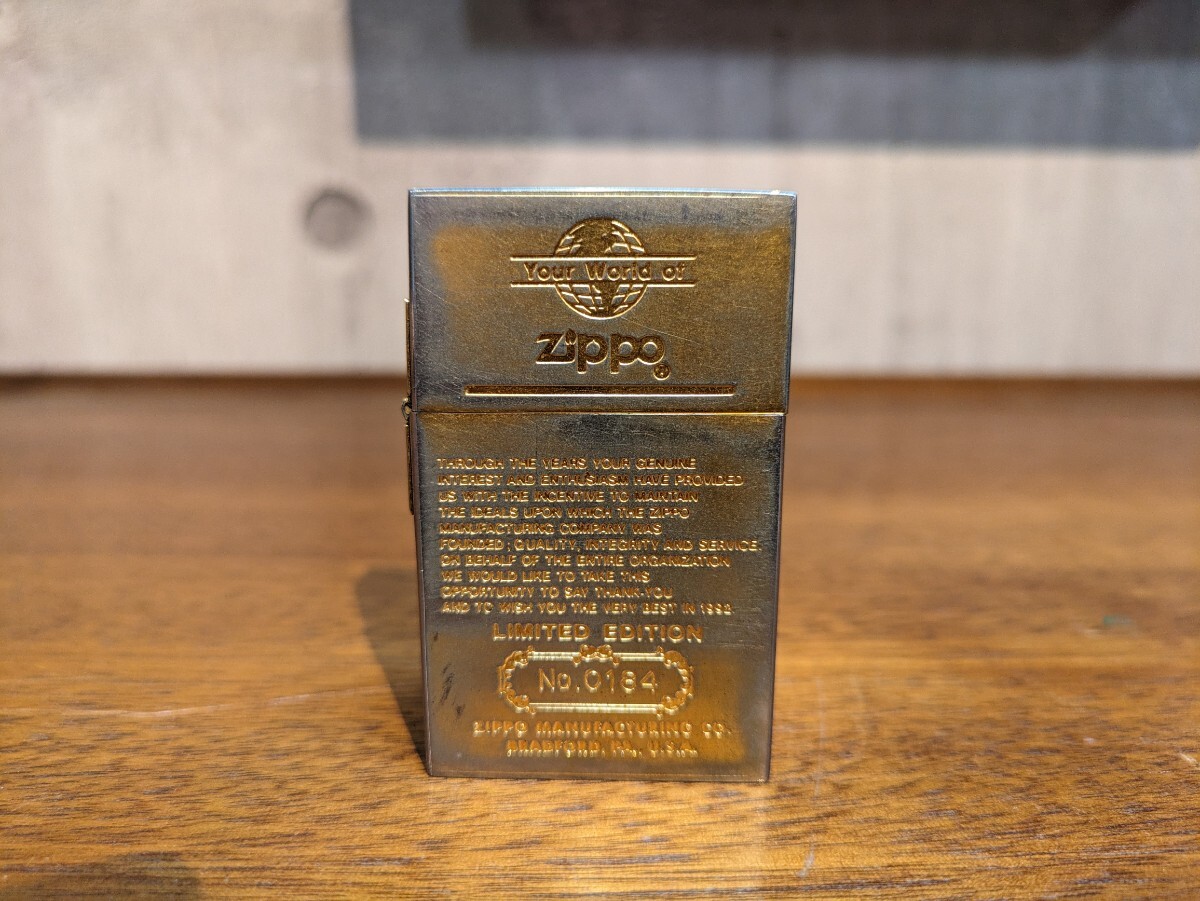 Your World of
Zippo®
THROUGH THE YEARS YOUR GENUINE
INTEREST AND ENTHUSIASM HAVE PROVIDED
US WITH THE INCENTIVE TO MAINTAIN
THE IDEALS UPON WHICH THE ZIPPO
MANUFACTURING COMPANY WAS
FOUNDED; QUALITY, INTEGRITY AND SERVICE.
ON BEHALF OF THE ENTIRE ORGANIZATION
WE WOULD LIKE TO TAKE THIS
OPPORTUNITY TO SAY THANK-YOU
AND TO WISH YOU THE VERY BEST IN 1992.
LIMITED EDITION
No.0184
ZIPPO MANUFACTURING CO.
BRADFORD, PA. U.S.A.